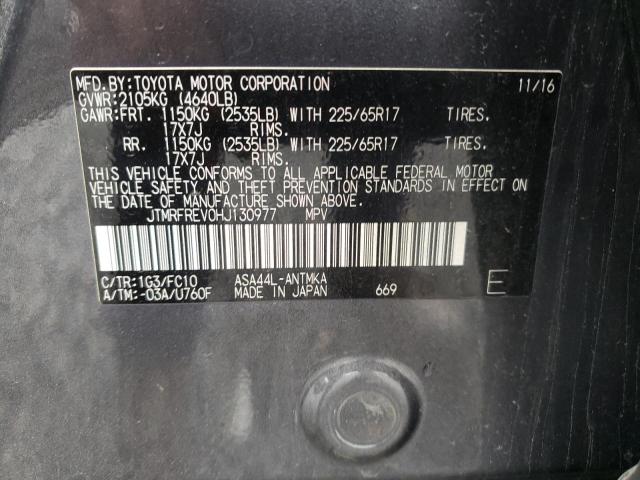 MFD.BY:TOYOTA MOTOR CORPORATION 11/16
GVWR:2105KG (4640LB)
GAWR:FRT. 1150KG (2535LB) WITH 225/65R17 TIRES.
17X7J RIMS.
RR. 1150KG (2535LB) WITH 225/65R17 TIRES.
17X7J RIMS.
THIS VEHICLE CONFORMS TO ALL APPLICABLE FEDERAL MOTOR
VEHICLE SAFETY AND THEFT PREVENTION STANDARDS IN EFFECT ON
THE DATE OF MANUFACTURE SHOWN ABOVE.
JTMRFREV0HJ130977 MPV
C/TR:1G3/FC10 ASA44L-ANTMKA
A/TM:-03A/U760F MADE IN JAPAN 669 E